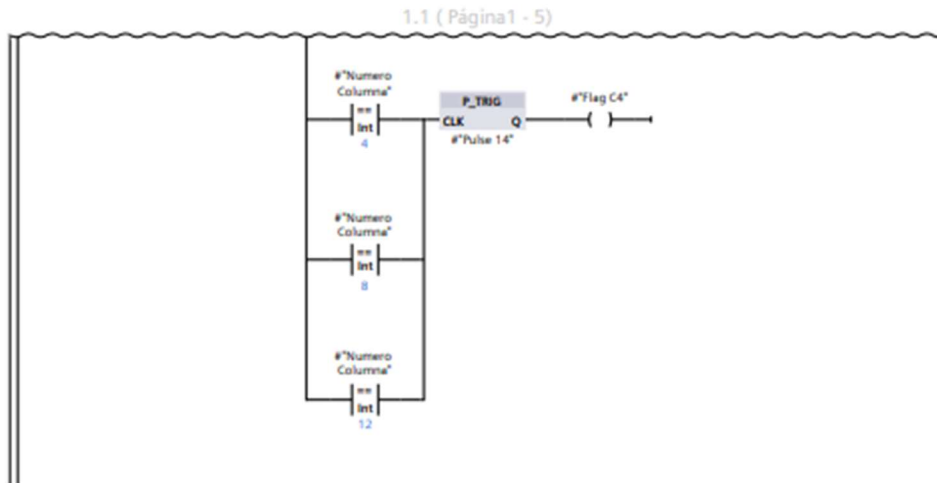 1.1 ( Página1 - 5)
#"Numero
Columna"
==
Int
4
P_TRIG
CLK Q
#"Pulse 14"
#"Flag C4"
#"Numero
Columna"
==
Int
8
#"Numero
Columna"
==
Int
12